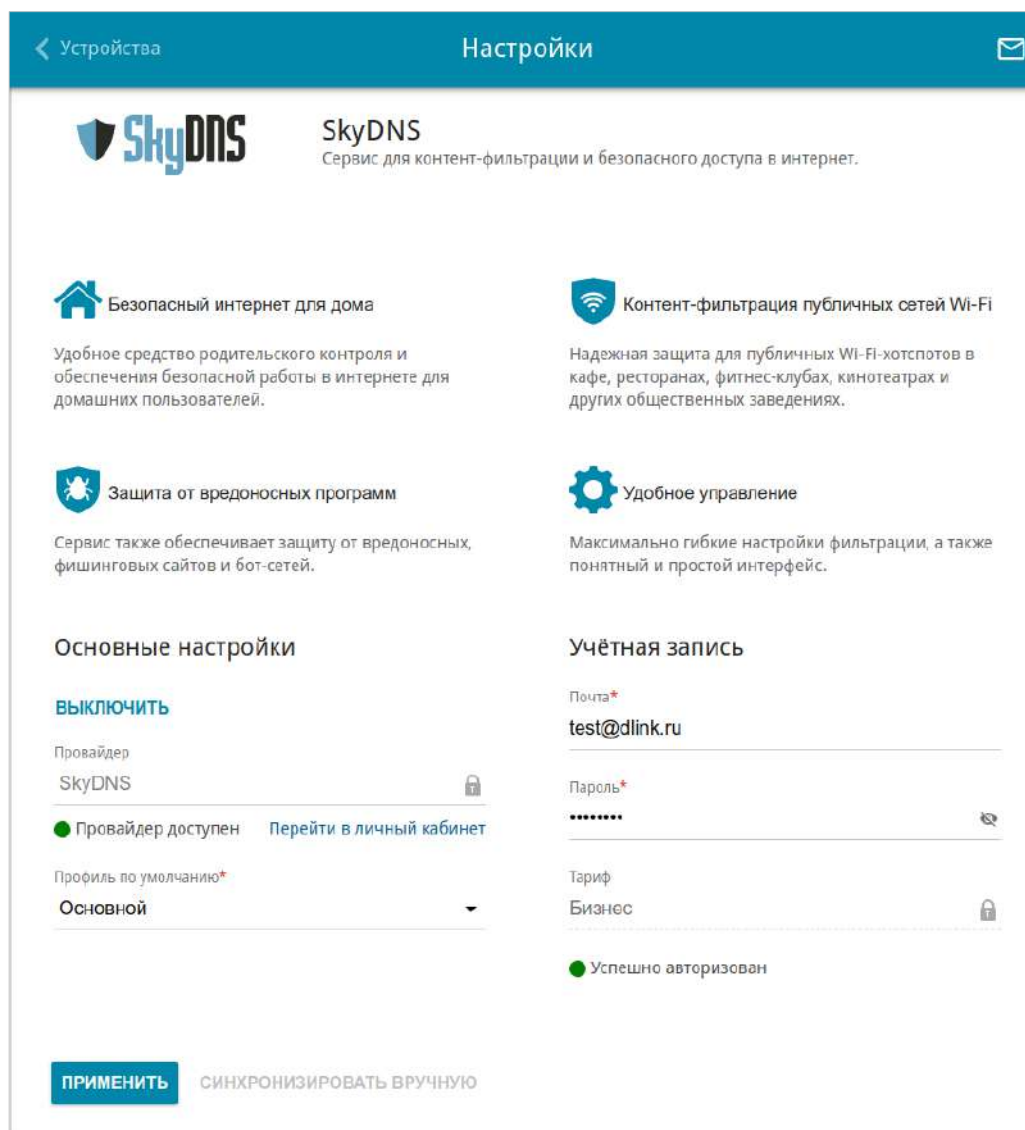 Устройства
Настройки
SkyDNS
SkyDNS
Сервис для контент-фильтрации и безопасного доступа в интернет.
Безопасный интернет для дома
Удобное средство родительского контроля и
обеспечения безопасной работы в интернете для
домашних пользователей.
Контент-фильтрация публичных сетей Wi-Fi
Надежная защита для публичных Wi-Fi-хотспотов в
кафе, ресторанах, фитнес-клубах, кинотеатрах и
других общественных заведениях.
Защита от вредоносных программ
Сервис также обеспечивает защиту от вредоносных,
фишинговых сайтов и бот-сетей.
Удобное управление
Максимально гибкие настройки фильтрации, а также
понятный и простой интерфейс.
Основные настройки
ВЫКЛЮЧИТЬ
Провайдер
SkyDNS
Провайдер доступен
Перейти в личный кабинет
Профиль по умолчанию*
Основной
Учётная запись
Почта*
test@dlink.ru
Пароль*
••••••••
Тариф
Бизнес
Успешно авторизован
ПРИМЕНИТЬ
СИНХРОНИЗИРОВАТЬ ВРУЧНУЮ